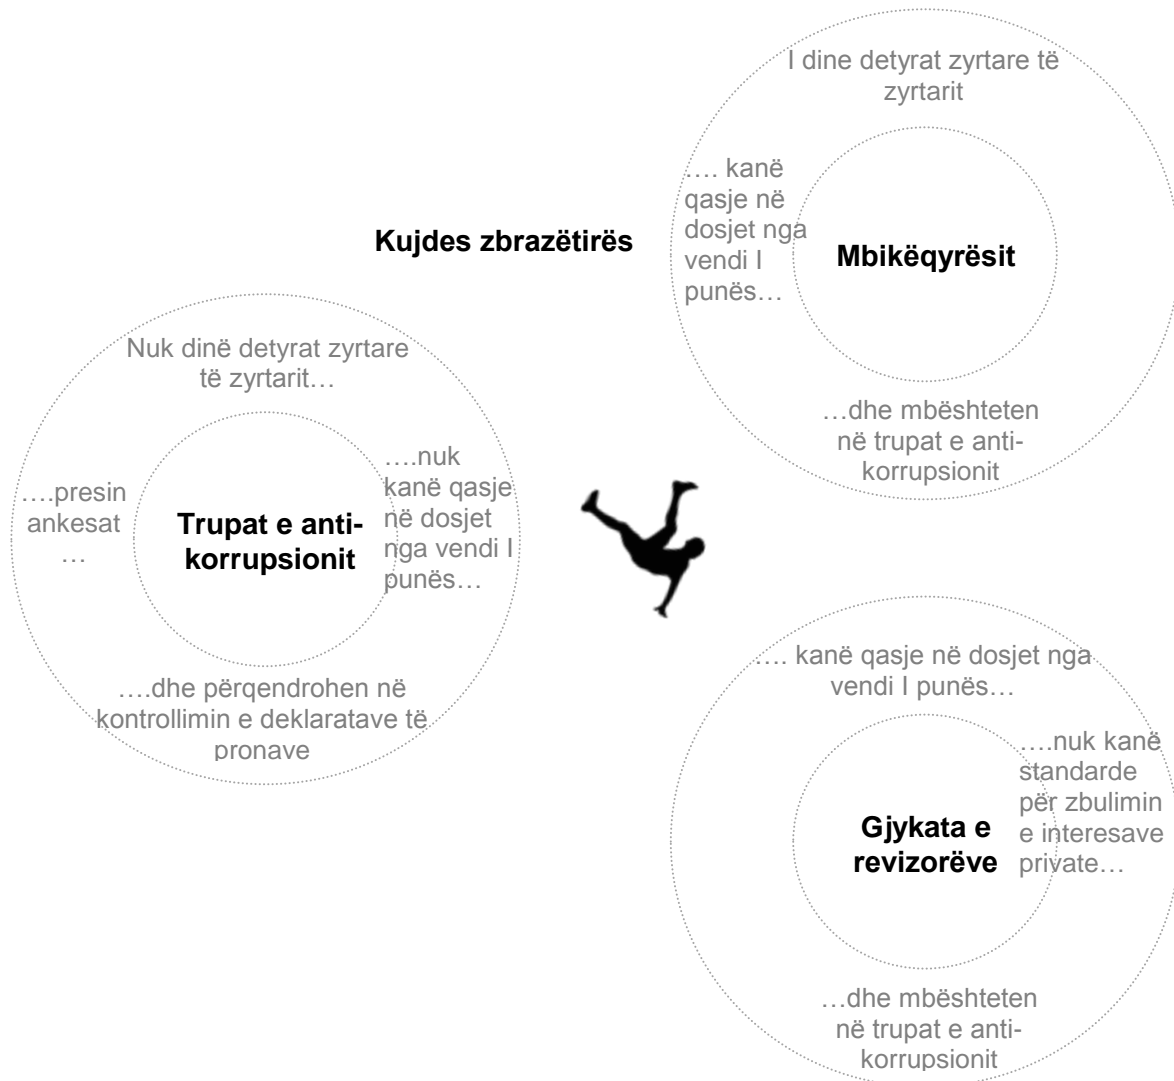 I dine detyrat zyrtare të
zyrtarit
…. kanë
qasje në
dosjet nga
vendi I
punës…
Kujdes zbrazëtirës
Mbikëqyrësit
…dhe mbështeten
në trupat e anti-
korrupsionit
Nuk dinë detyrat zyrtare
të zyrtarit…
….presin
ankesat
…
Trupat e anti-
korrupsionit
….nuk
kanë qasje
në dosjet
nga vendi I
punës…
….dhe përqendrohen në
kontrollimin e deklaratave të
pronave
…. kanë qasje në dosjet nga
vendi I punës…
Gjykata e
revizorëve
….nuk kanë
standarde
për zbulimin
e interesave
private…
…dhe mbështeten
në trupat e anti-
korrupsionit